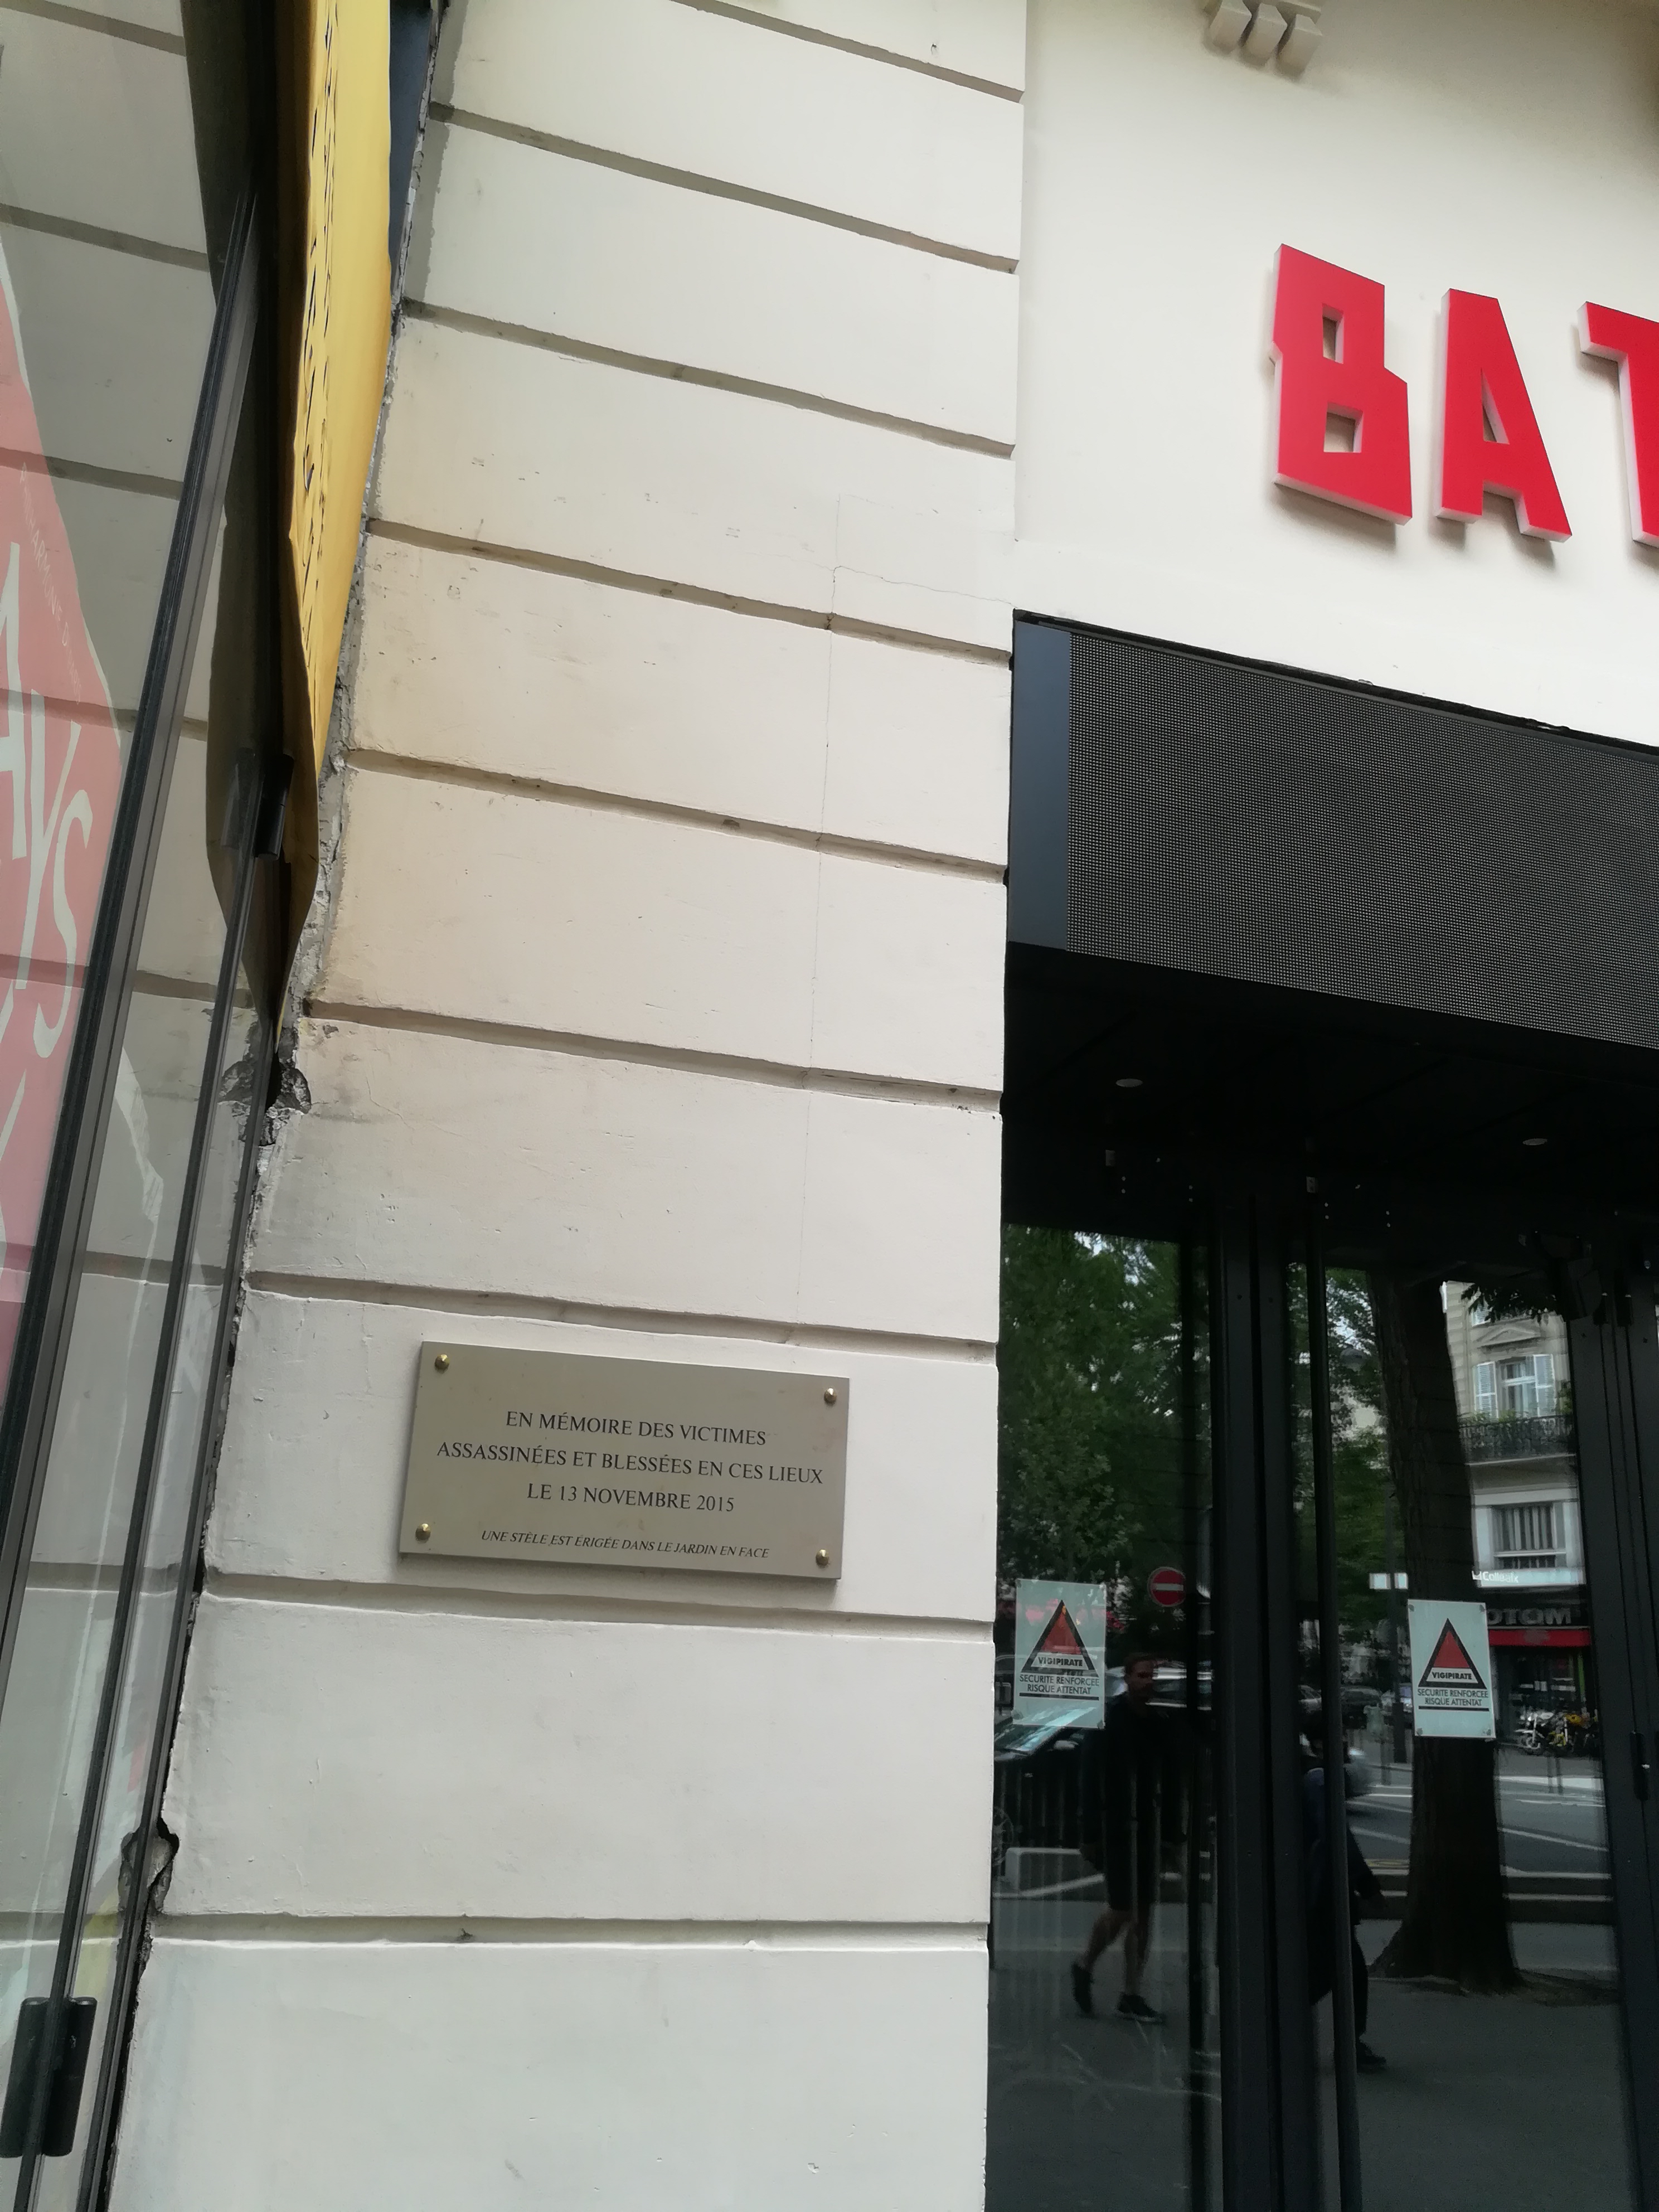 BAT
HYS
EN MÉMOIRE DES VICTIMES
ASSASSINÉES ET BLESSÉES EN CES LIEUX
LE 13 NOVEMBRE 2015
UNE STÈLE EST ÉRIGÉE DANS LE JARDIN EN FACE
VIGIPIRATE
SÉCURITÉ RENFORCÉE
RISQUE ATTENTAT
VIGIPIRATE
SÉCURITÉ RENFORCÉE
RISQUE ATTENTAT